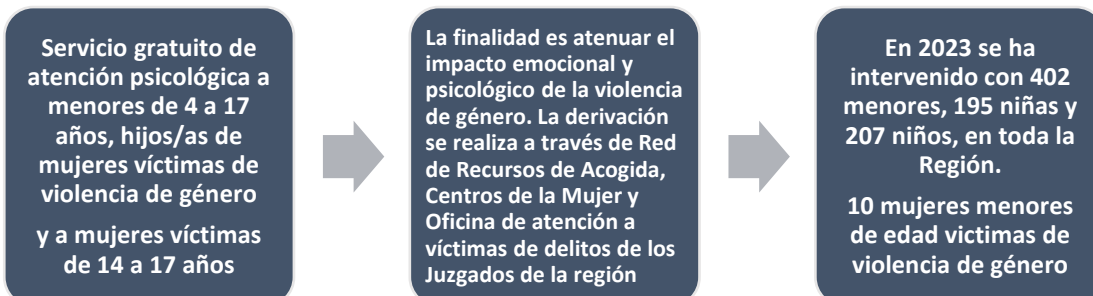 Servicio gratuito de
atención psicológica a
menores de 4 a 17
años, hijos/as de
mujeres víctimas de
violencia de género
y a mujeres víctimas
de 14 a 17 años
La finalidad es atenuar el
impacto emocional y
psicológico de la violencia
de género. La derivación
se realiza a través de Red
de Recursos de Acogida,
Centros de la Mujer y
Oficina de atención a
víctimas de delitos de los
Juzgados de la región
En 2023 se ha
intervenido con 402
menores, 195 niñas y
207 niños, en toda la
Región.
10 mujeres menores
de edad victimas de
violencia de género